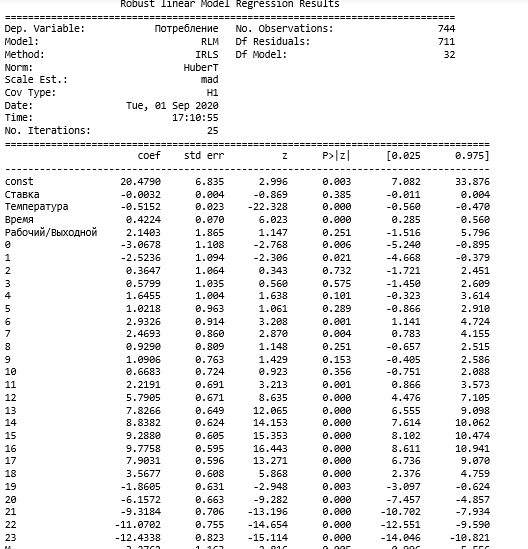 Robust linear Model Regression Results
==============================================================================
Dep. Variable: Потребление No. Observations: 744
Model: RLM Df Residuals: 711
Method: IRLS Df Model: 32
Norm: HuberT
Scale Est.: mad
Cov Type: H1
Date: Tue, 01 Sep 2020
Time: 17:10:55
No. Iterations: 25
==============================================================================
coef std err z P>|z| [0.025 0.975]
------------------------------------------------------------------------------
const 20.4790 6.835 2.996 0.003 7.082 33.876
Ставка -0.0032 0.004 -0.869 0.385 -0.011 0.004
Температура -0.5152 0.023 -22.328 0.000 -0.560 -0.470
Время 0.4224 0.070 6.023 0.000 0.285 0.560
Рабочий/Выходной 2.1403 1.865 1.147 0.251 -1.516 5.796
0 -3.0678 1.108 -2.768 0.006 -5.240 -0.895
1 -2.5236 1.094 -2.306 0.021 -4.668 -0.379
2 0.3647 1.064 0.343 0.732 -1.721 2.451
3 0.5799 1.035 0.560 0.575 -1.450 2.609
4 1.6455 1.004 1.638 0.101 -0.323 3.614
5 1.0218 0.963 1.061 0.289 -0.866 2.910
6 2.9326 0.914 3.208 0.001 1.141 4.724
7 2.4693 0.860 2.870 0.004 0.783 4.155
8 0.9290 0.809 1.148 0.251 -0.657 2.515
9 1.0906 0.763 1.429 0.153 -0.405 2.586
10 0.6683 0.724 0.923 0.356 -0.751 2.088
11 2.2191 0.691 3.213 0.001 0.866 3.573
12 5.7905 0.671 8.635 0.000 4.476 7.105
13 7.8266 0.649 12.065 0.000 6.555 9.098
14 8.8382 0.624 14.153 0.000 7.614 10.062
15 9.2880 0.605 15.353 0.000 8.102 10.474
16 9.7758 0.595 16.443 0.000 8.611 10.941
17 7.9031 0.596 13.271 0.000 6.736 9.070
18 3.5677 0.608 5.868 0.000 2.376 4.759
19 -1.8605 0.631 -2.948 0.003 -3.097 -0.624
20 -6.1572 0.663 -9.282 0.000 -7.457 -4.857
21 -9.3184 0.706 -13.196 0.000 -10.702 -7.934
22 -11.0702 0.755 -14.654 0.000 -12.551 -9.590
23 -12.4338 0.823 -15.114 0.000 -14.046 -10.821